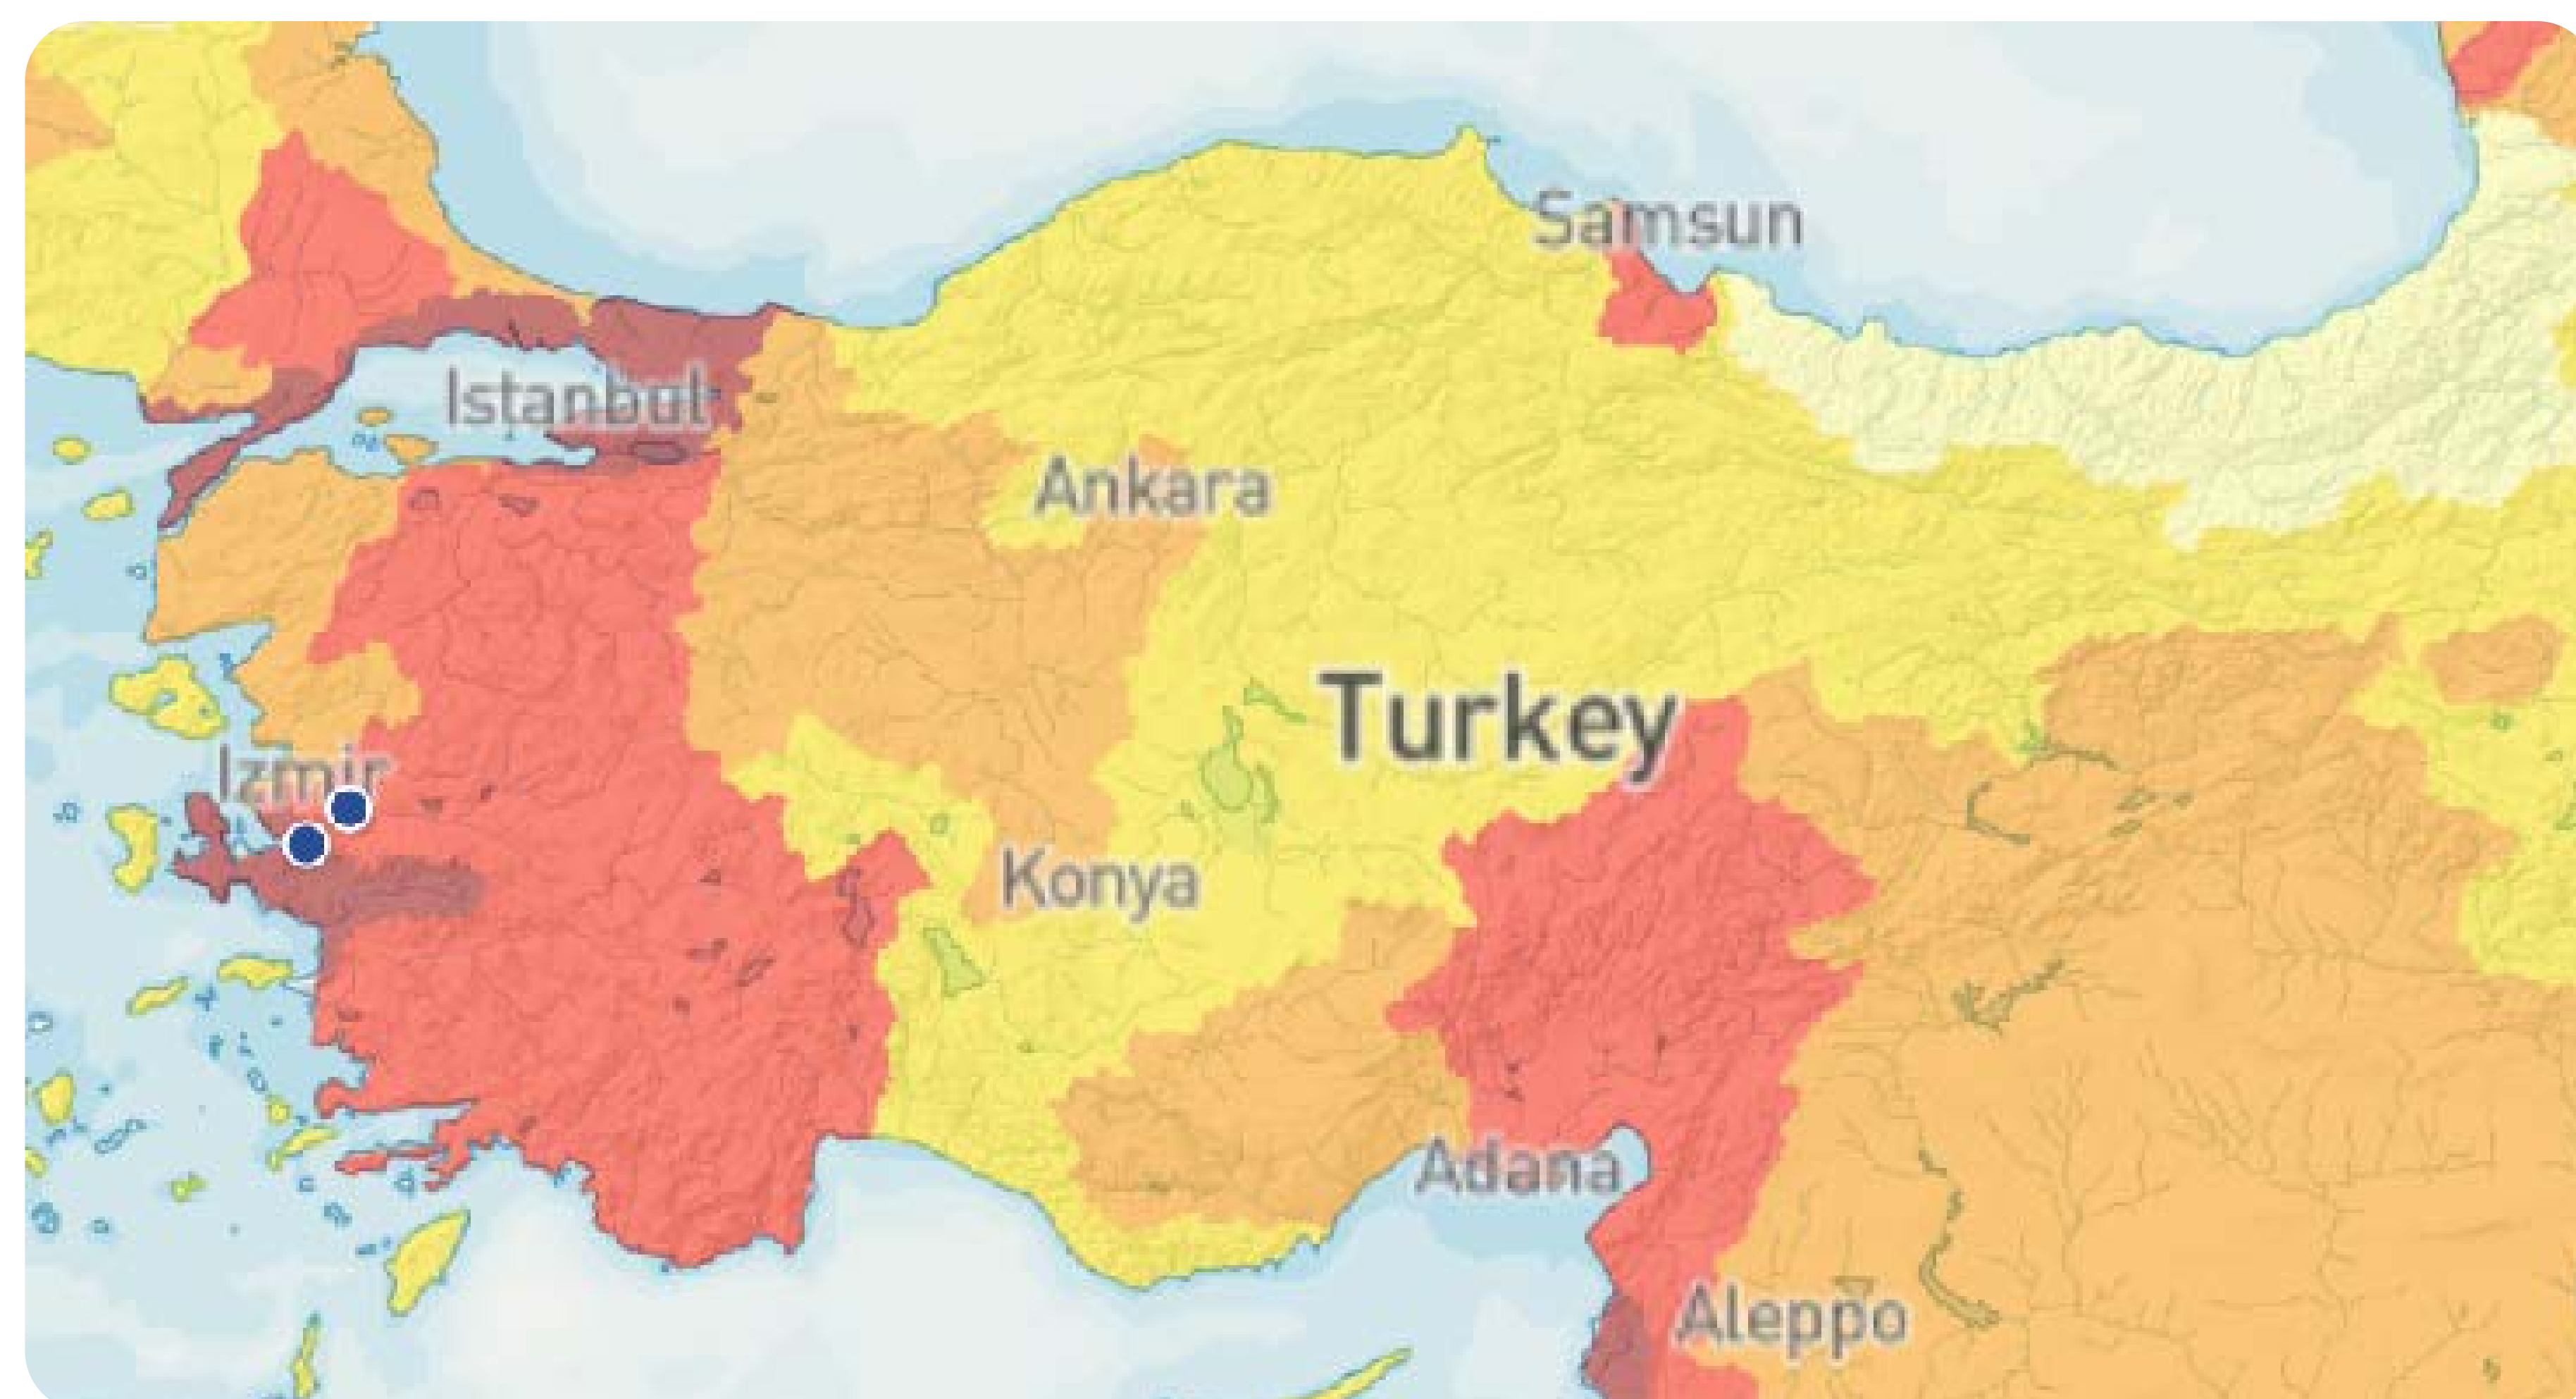 Samsun
Istanbul
Ankara
Turkey
Izmir
Konya
Adana
Aleppo